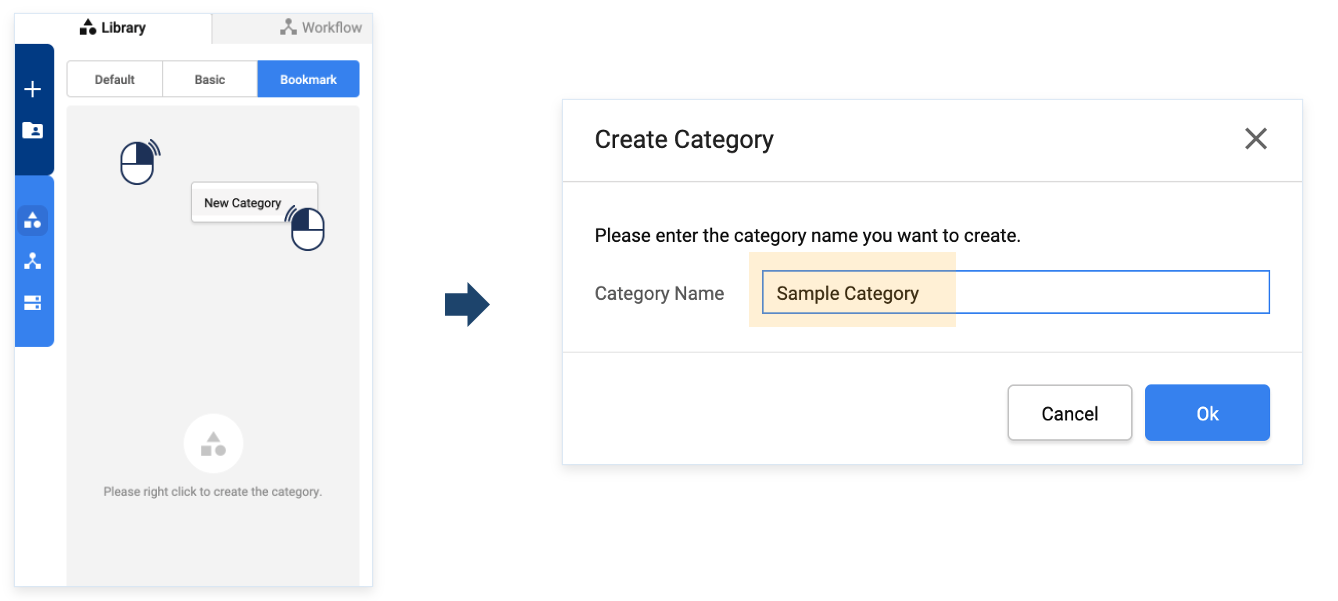 Library
Workflow
Default
Basic
Bookmark
New Category
Please right click to create the category.
Create Category
Please enter the category name you want to create.
Category Name
Sample Category
Cancel
Ok